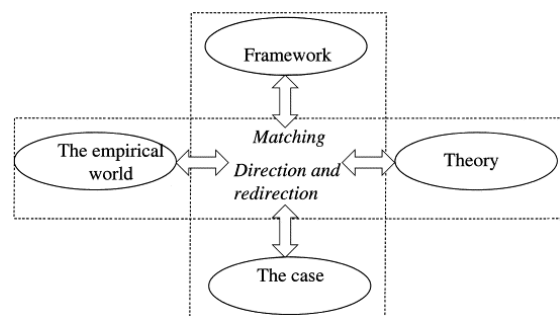 Framework
Matching
The empirical
world
Direction and
redirection
Theory
The case